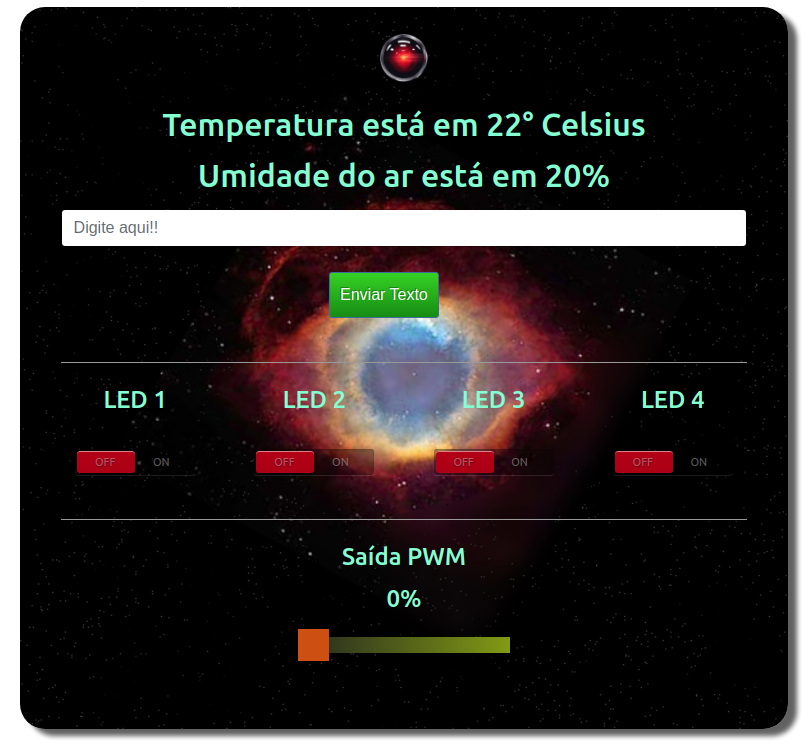 Temperatura está em 22° Celsius
Umidade do ar está em 20%
Digite aqui!!
Enviar Texto
LED 1 LED 2 LED 3 LED 4
OFF ON OFF ON OFF ON OFF ON
Saída PWM
0%